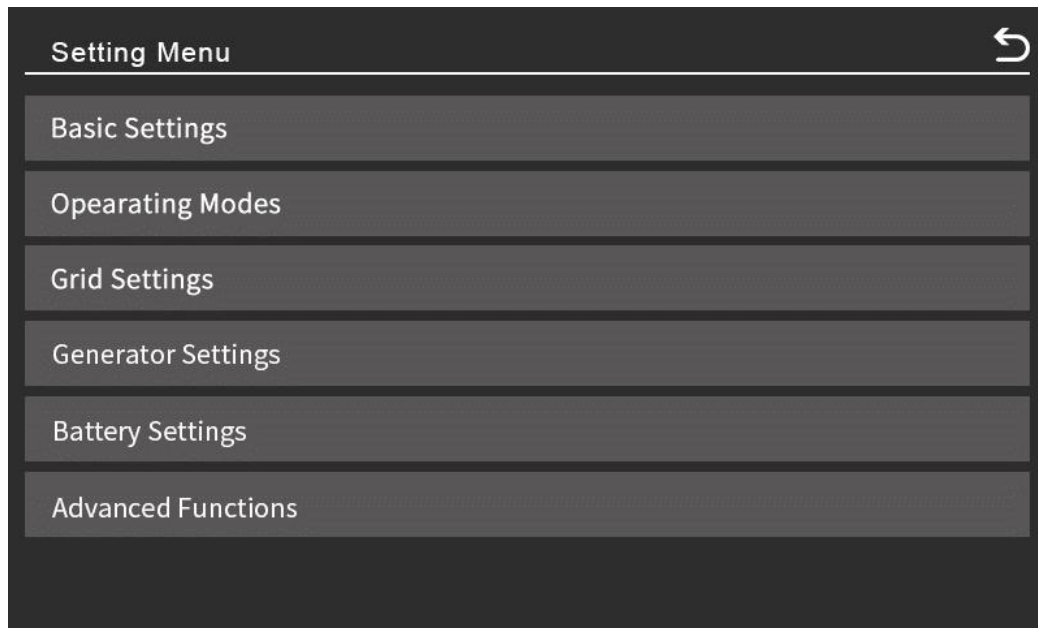 Setting Menu
Basic Settings
Opearating Modes
Grid Settings
Generator Settings
Battery Settings
Advanced Functions